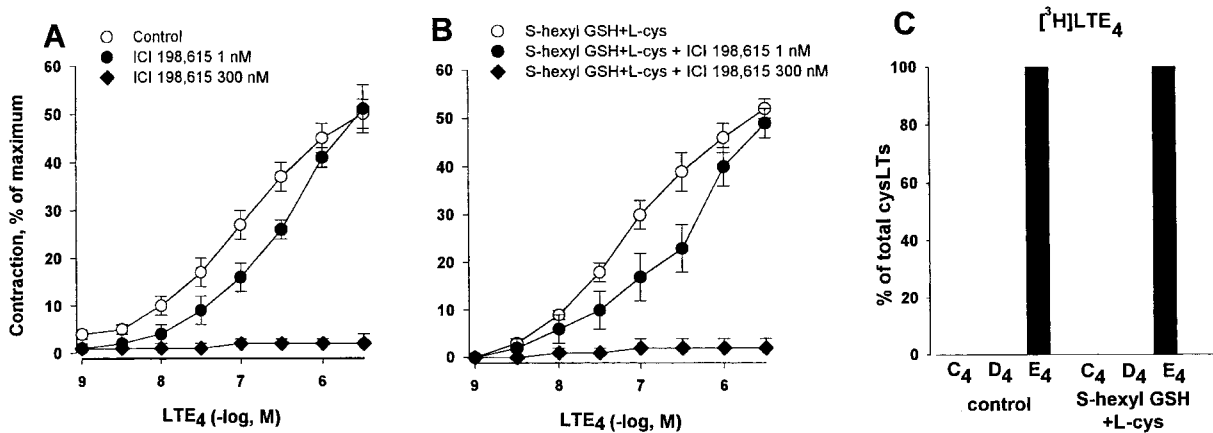 A
Control
ICI 198,615 1 nM
ICI 198,615 300 nM
60
50
40
30
20
10
0
Contraction, % of maximum
9
8
7
6
LTE4 (-log, M)
B
S-hexyl GSH+L-cys
S-hexyl GSH+L-cys + ICI 198,615 1 nM
S-hexyl GSH+L-cys + ICI 198,615 300 nM
60
50
40
30
20
10
0
9
8
7
6
LTE4 (-log, M)
C
[3H]LTE4
100
80
60
40
20
0
% of total cysLTs
C4 D4 E4 C4 D4 E4
control
S-hexyl GSH
+L-cys